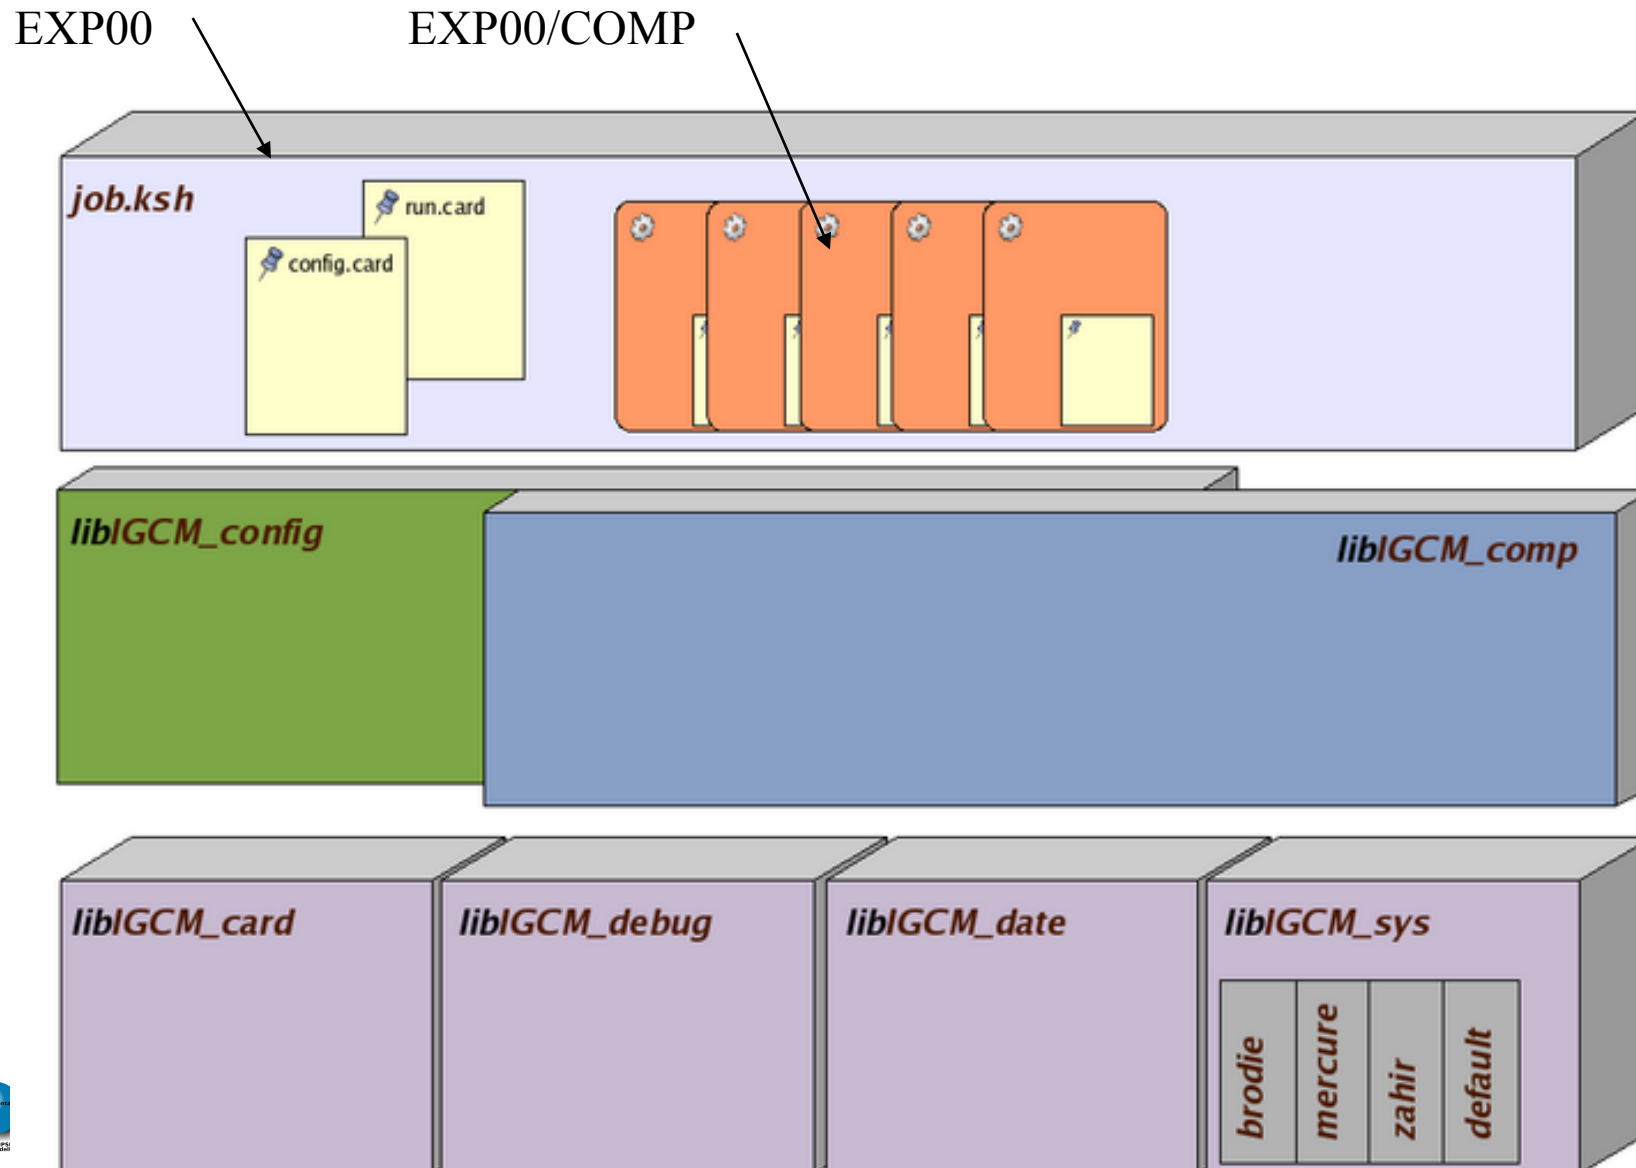 EXP00
EXP00/COMP
job.ksh
run.card
config.card
libIGCM_config
libIGCM_comp
libIGCM_card
libIGCM_debug
libIGCM_date
libIGCM_sys
brodie
mercure
zahir
default